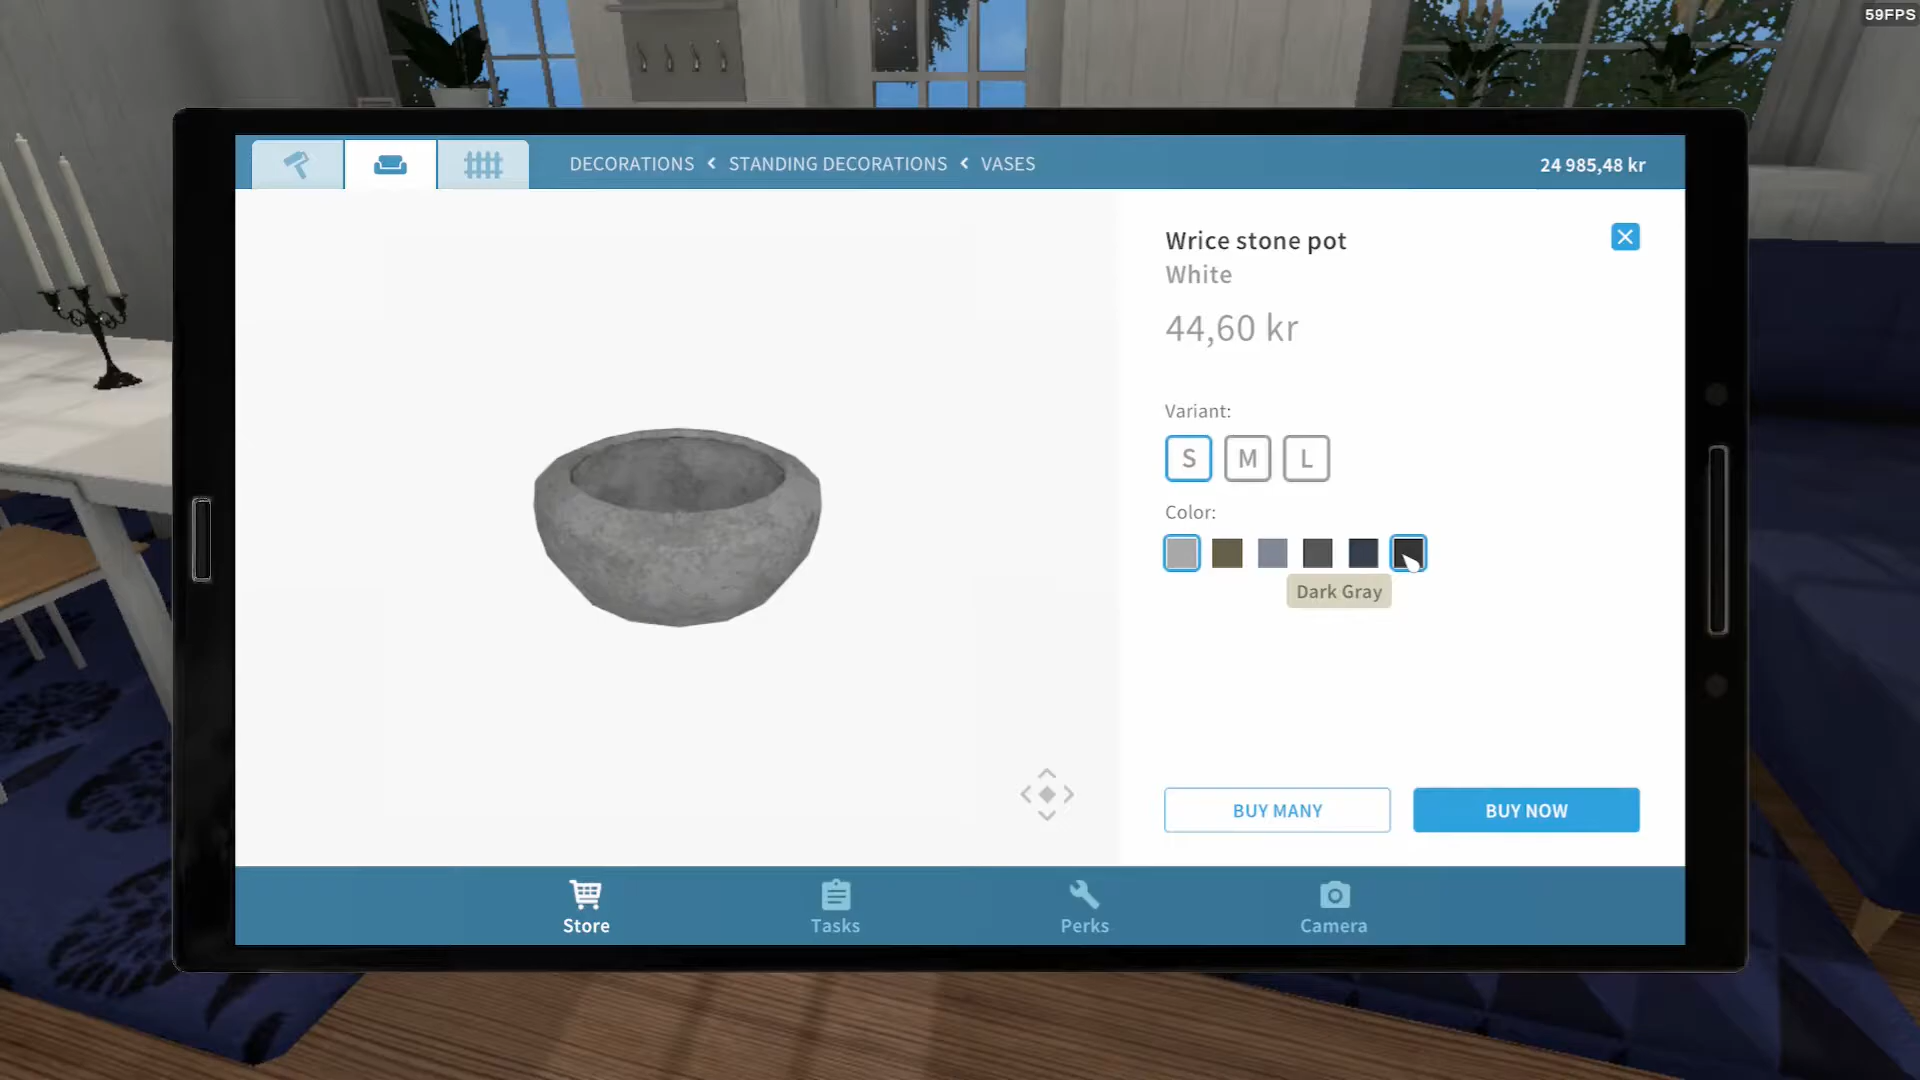 59FPS
DECORATIONS < STANDING DECORATIONS < VASES
24 985,48 kr
Wrice stone pot
White
44,60 kr
Variant:
S M L
Color:
Dark Gray
BUY MANY
BUY NOW
Store
Tasks
Perks
Camera